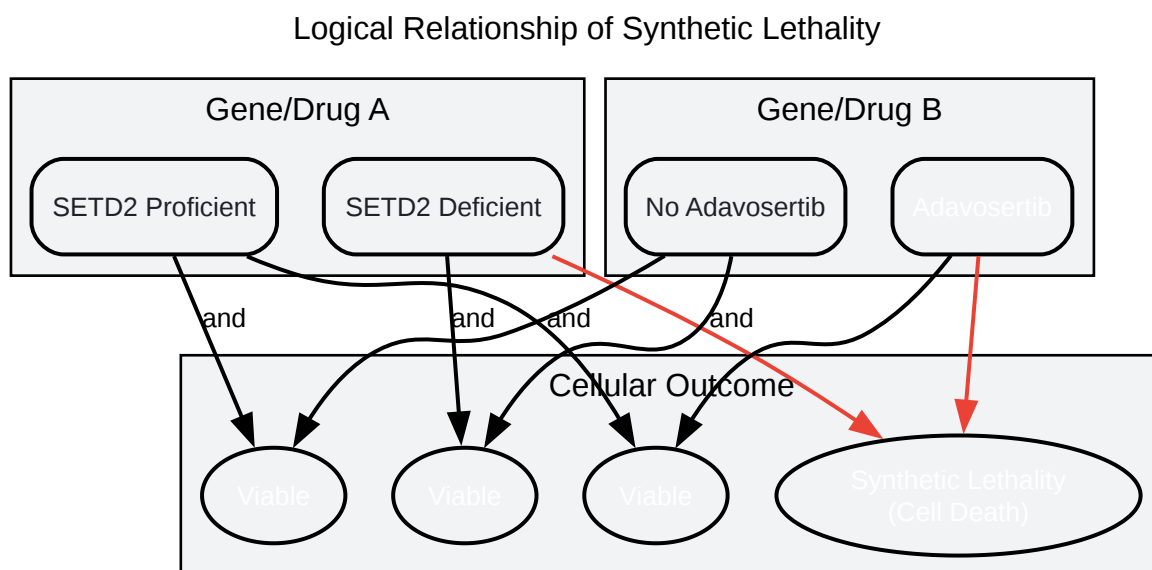 Logical Relationship of Synthetic Lethality
Gene/Drug A
Gene/Drug B
SETD2 Proficient
SETD2 Deficient
No Adavosertib
Adavosertib
and
and
and
and
Cellular Outcome
Viable
Viable
Viable
Synthetic Lethality
(Cell Death)